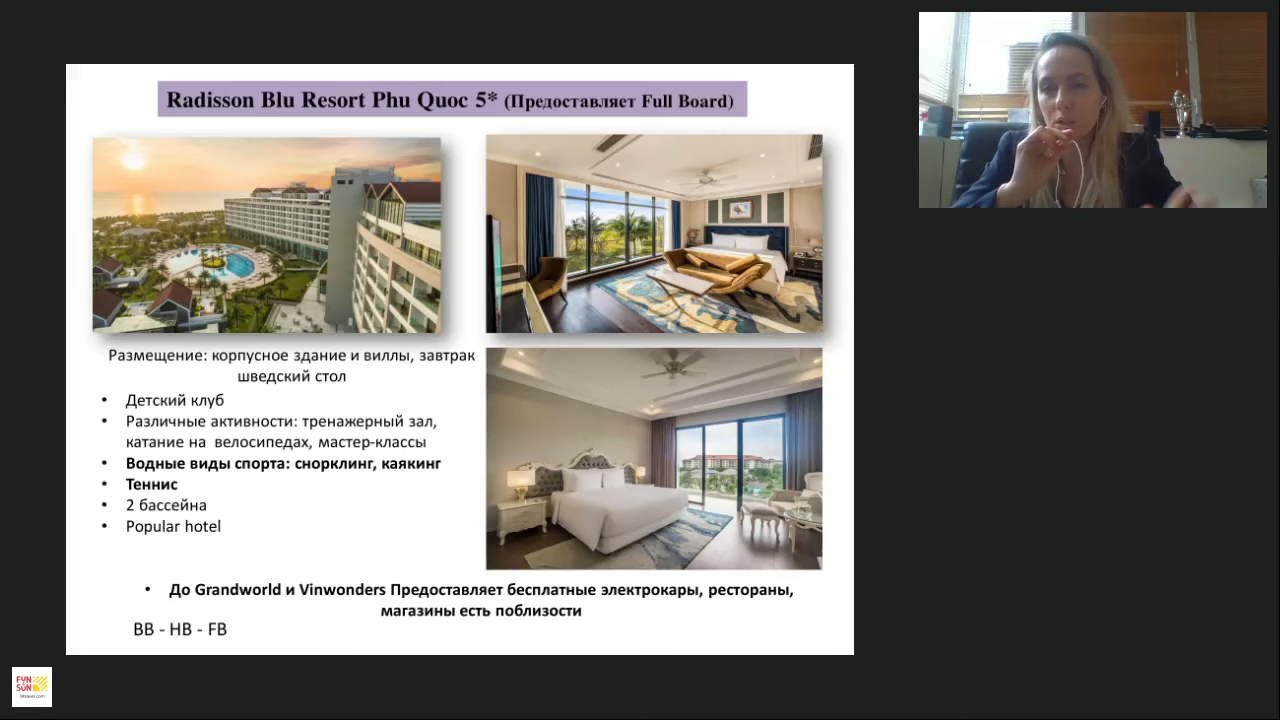 Radisson Blu Resort Phu Quoc 5* (Предоставляет Full Board)
Размещение: корпусное здание и виллы, завтрак
шведский стол
• Детский клуб
• Различные активности: тренажерный зал,
катание на велосипедах, мастер-классы
• Водные виды спорта: снорклинг, каякинг
• Теннис
• 2 бассейна
• Popular hotel
• До Grandworld и Vinwonders Предоставляет бесплатные электрокары, рестораны,
магазины есть поблизости
BB - HB - FB
FUN
&SUN